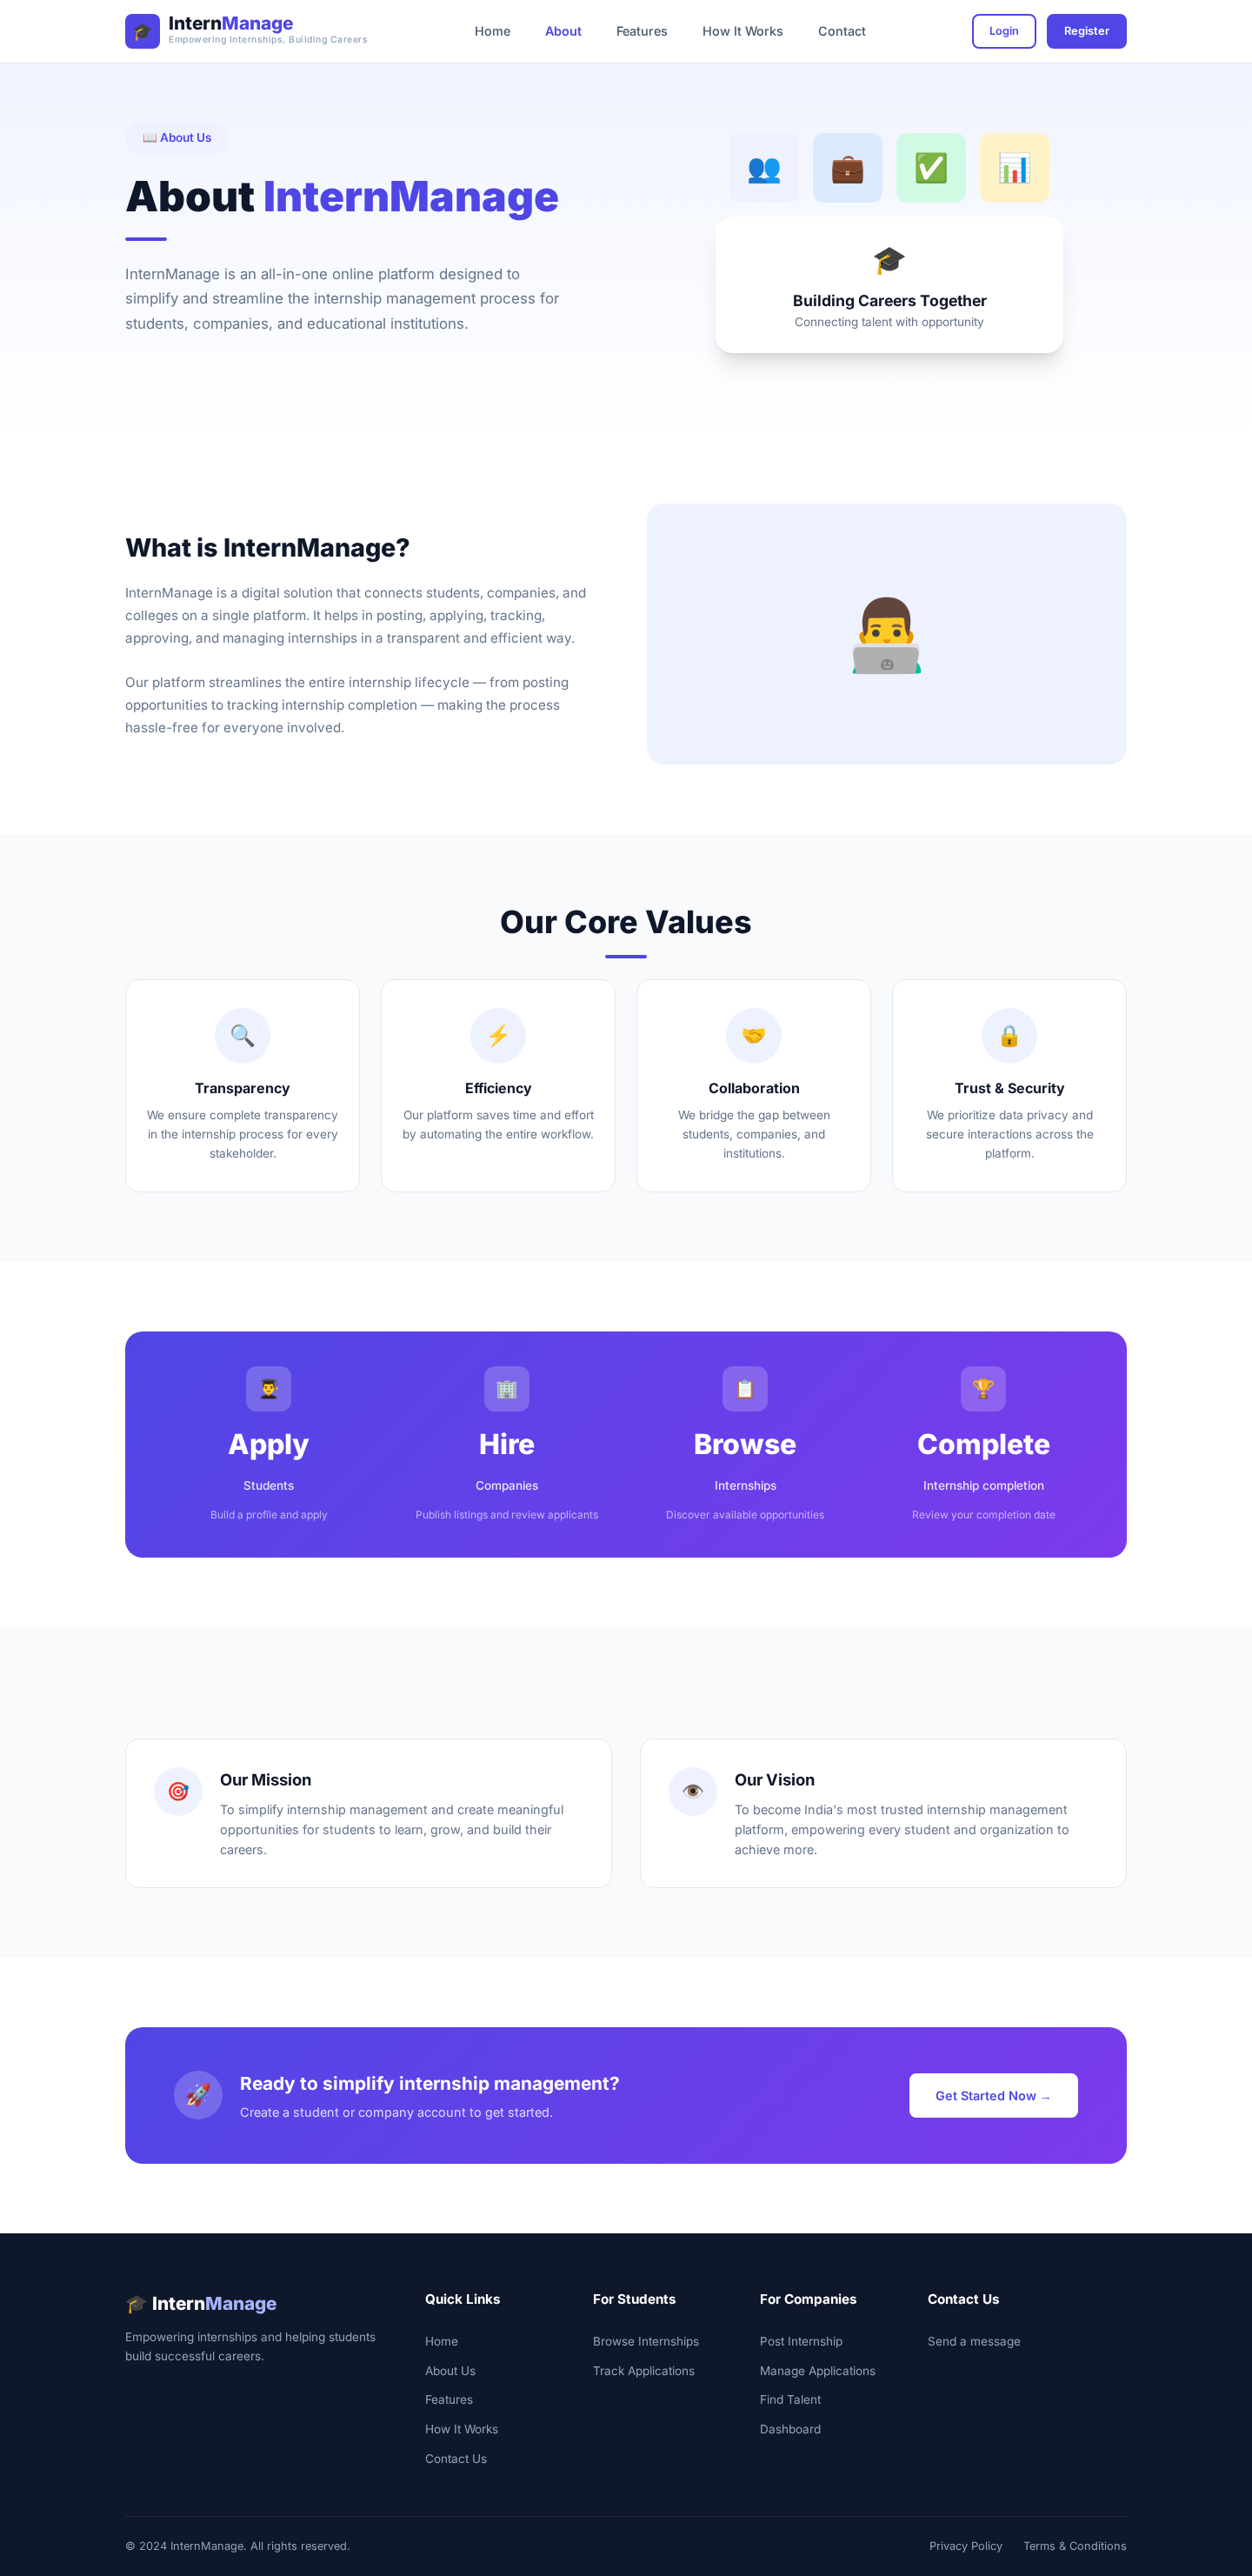 InternManage
Empowering Internships, Building Careers
Home
About
Features
How It Works
Contact
Login
Register
About Us
About InternManage
InternManage is an all-in-one online platform designed to
simplify and streamline the internship management process for
students, companies, and educational institutions.
Building Careers Together
Connecting talent with opportunity
What is InternManage?
InternManage is a digital solution that connects students, companies, and
colleges on a single platform. It helps in posting, applying, tracking,
approving, and managing internships in a transparent and efficient way.
Our platform streamlines the entire internship lifecycle — from posting
opportunities to tracking internship completion — making the process
hassle-free for everyone involved.
Our Core Values
Transparency
We ensure complete transparency
in the internship process for every
stakeholder.
Efficiency
Our platform saves time and effort
by automating the entire workflow.
Collaboration
We bridge the gap between
students, companies, and
institutions.
Trust & Security
We prioritize data privacy and
secure interactions across the
platform.
Apply
Students
Build a profile and apply
Hire
Companies
Publish listings and review applicants
Browse
Internships
Discover available opportunities
Complete
Internship completion
Review your completion date
Our Mission
To simplify internship management and create meaningful
opportunities for students to learn, grow, and build their
careers.
Our Vision
To become India's most trusted internship management
platform, empowering every student and organization to
achieve more.
Ready to simplify internship management?
Create a student or company account to get started.
Get Started Now →
InternManage
Empowering internships and helping students
build successful careers.
Quick Links
Home
About Us
Features
How It Works
Contact Us
For Students
Browse Internships
Track Applications
For Companies
Post Internship
Manage Applications
Find Talent
Dashboard
Contact Us
Send a message
© 2024 InternManage. All rights reserved.
Privacy Policy
Terms & Conditions